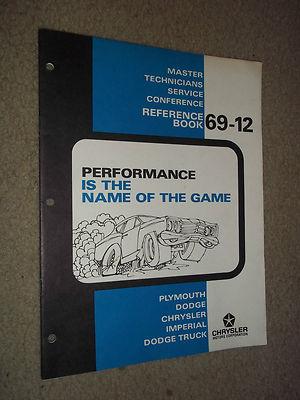 MASTER
TECHNICIANS
SERVICE
CONFERENCE
REFERENCE
BOOK 69-12
PERFORMANCE
IS THE
NAME OF THE GAME
PLYMOUTH
DODGE
CHRYSLER
IMPERIAL
DODGE TRUCK
CHRYSLER
MOTORS CORPORATION